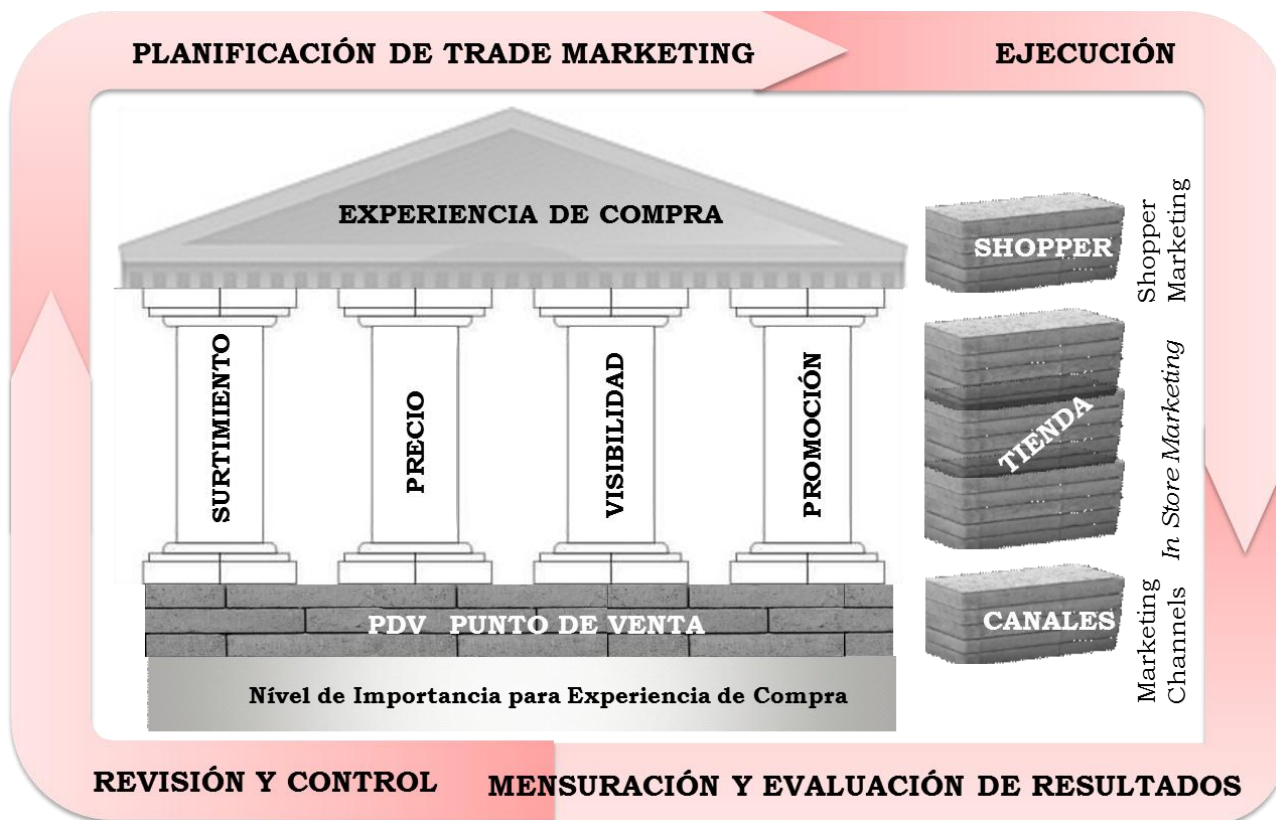 PLANIFICACIÓN DE TRADE MARKETING
EJECUCIÓN
EXPERIENCIA DE COMPRA
SURTIMIENTO
PRECIO
VISIBILIDAD
PROMOCIÓN
PDV PUNTO DE VENTA
Nível de Importancia para Experiencia de Compra
SHOPPER
Shopper
Marketing
TIENDA
In Store Marketing
CANALES
Marketing
Channels
REVISIÓN Y CONTROL
MENSURACIÓN Y EVALUACIÓN DE RESULTADOS